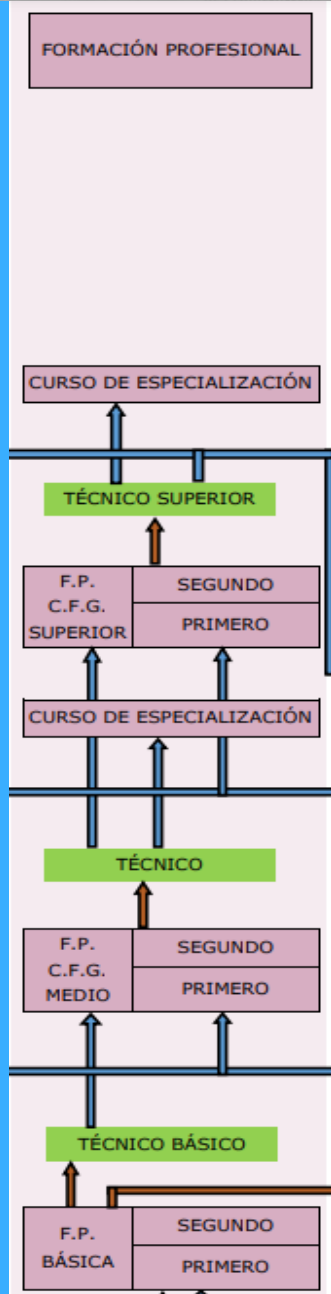 FORMACIÓN PROFESIONAL
CURSO DE ESPECIALIZACIÓN
TÉCNICO SUPERIOR
F.P.
C.F.G.
SUPERIOR
SEGUNDO
PRIMERO
CURSO DE ESPECIALIZACIÓN
TÉCNICO
F.P.
C.F.G.
MEDIO
SEGUNDO
PRIMERO
TÉCNICO BÁSICO
F.P.
BÁSICA
SEGUNDO
PRIMERO